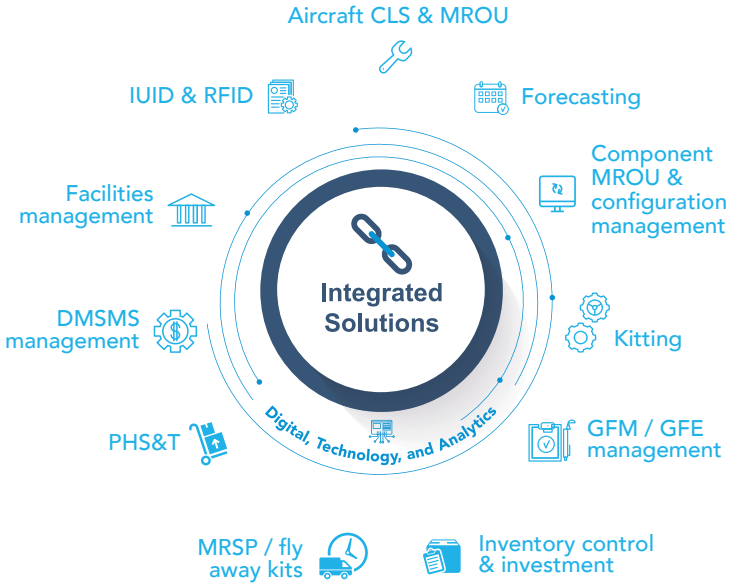 Aircraft CLS & MROU
IUID & RFID
Forecasting
Component
MROU &
configuration
management
Facilities
management
Integrated
Solutions
DMSMS
management
Kitting
Digital, Technology, and Analytics
PHS&T
GFM / GFE
management
MRSP / fly
away kits
Inventory control
& investment